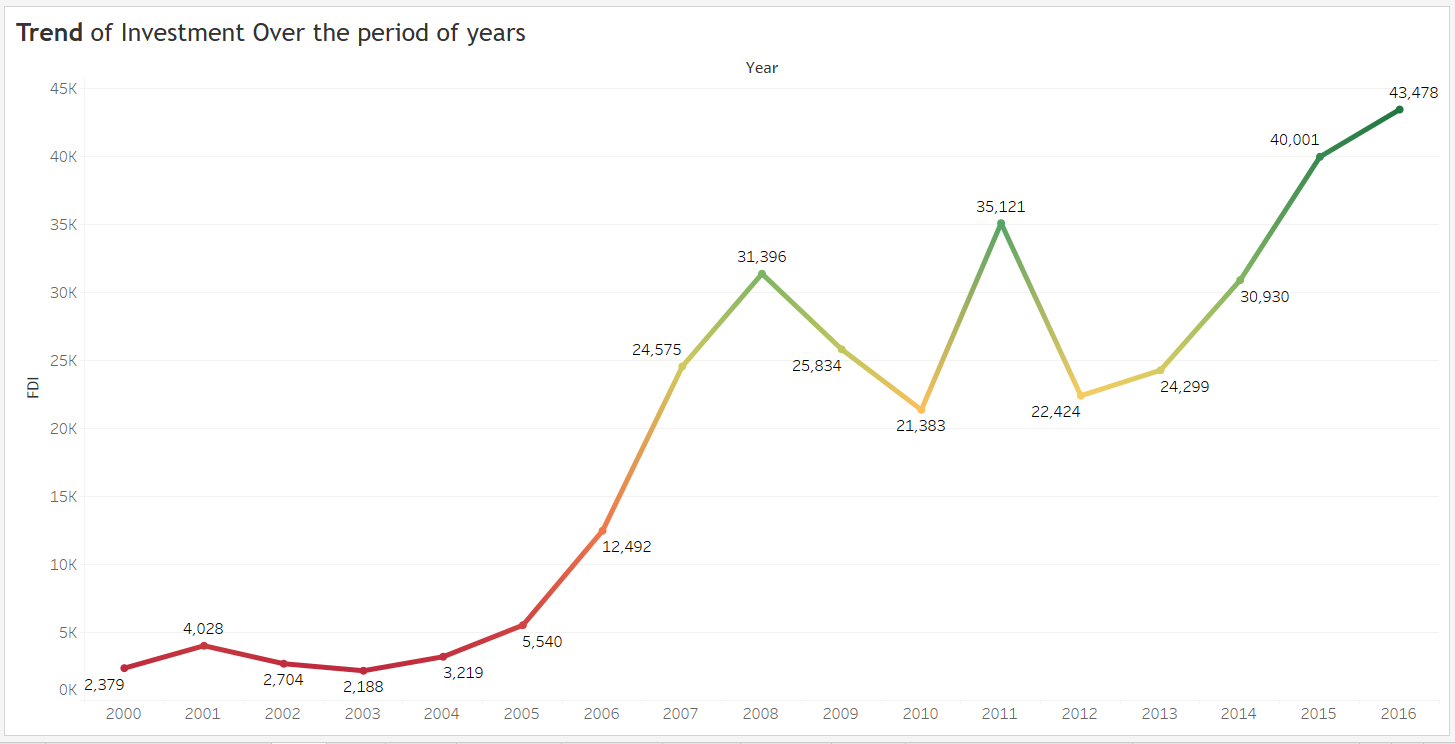 Trend of Investment Over the period of years
Year
45K
40K
35K
30K
25K
20K
15K
10K
5K
0K
FDI
2,379
4,028
2,704
2,188
3,219
5,540
12,492
24,575
31,396
25,834
21,383
35,121
22,424
24,299
30,930
40,001
43,478
2000 2001 2002 2003 2004 2005 2006 2007 2008 2009 2010 2011 2012 2013 2014 2015 2016